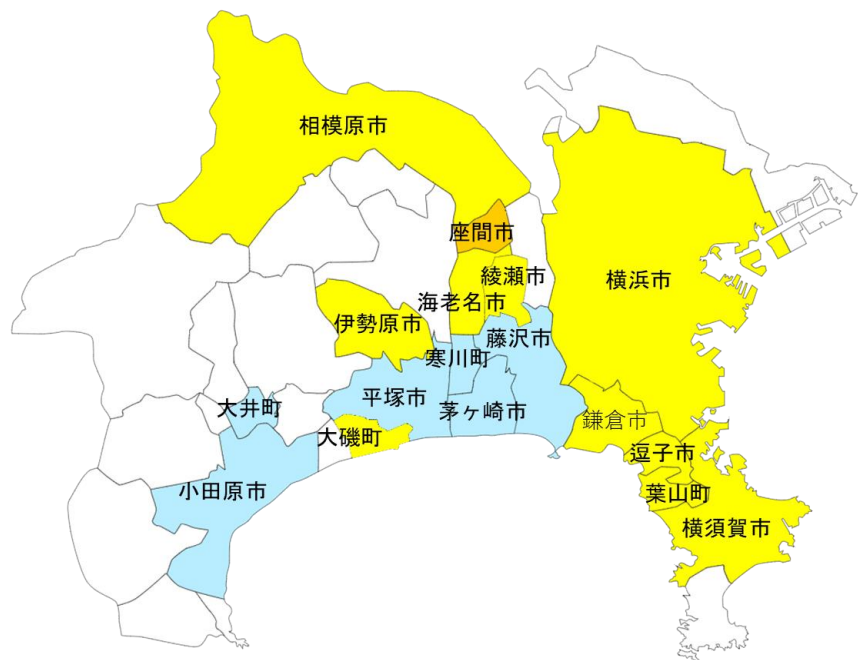 相模原市
座間市
綾瀬市
横浜市
海老名市
伊勢原市
藤沢市
寒川町
平塚市
大井町
茅ヶ崎市
鎌倉市
大磯町
逗子市
小田原市
葉山町
横須賀市